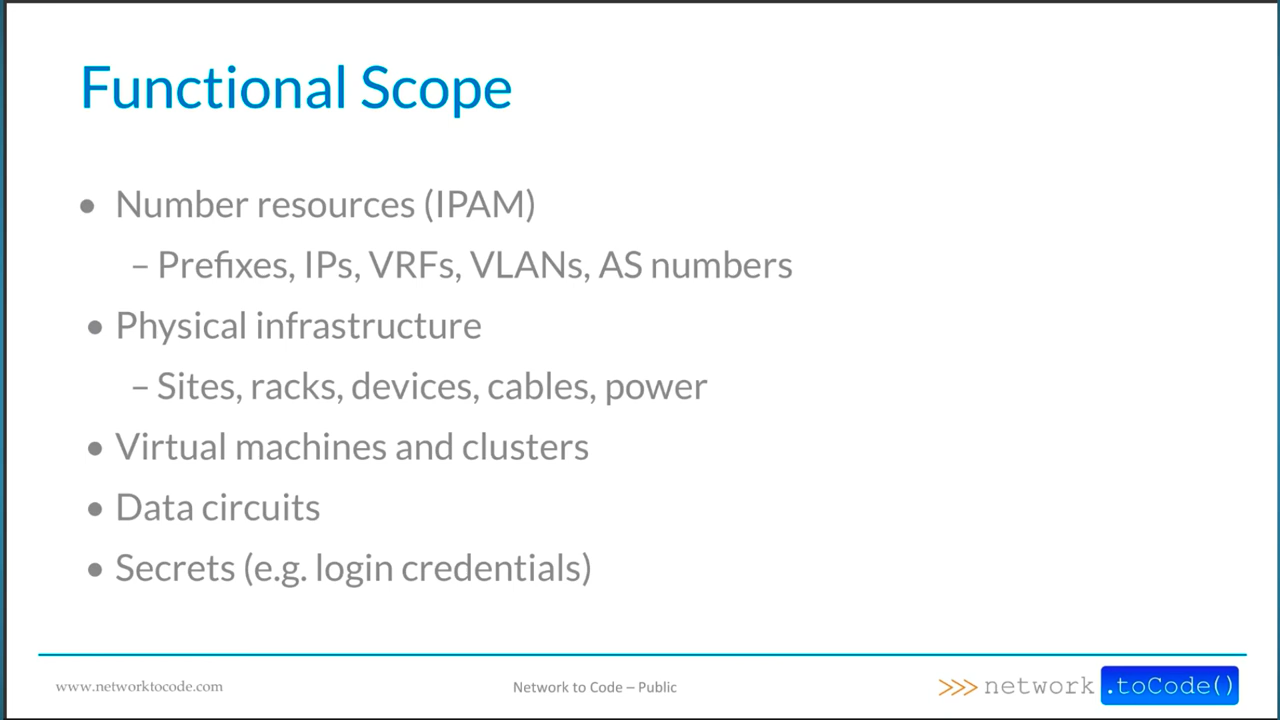 Functional Scope
• Number resources (IPAM)
– Prefixes, IPs, VRFs, VLANs, AS numbers
• Physical infrastructure
– Sites, racks, devices, cables, power
• Virtual machines and clusters
• Data circuits
• Secrets (e.g. login credentials)
www.networktocode.com
Network to Code – Public
>>> network .toCode()